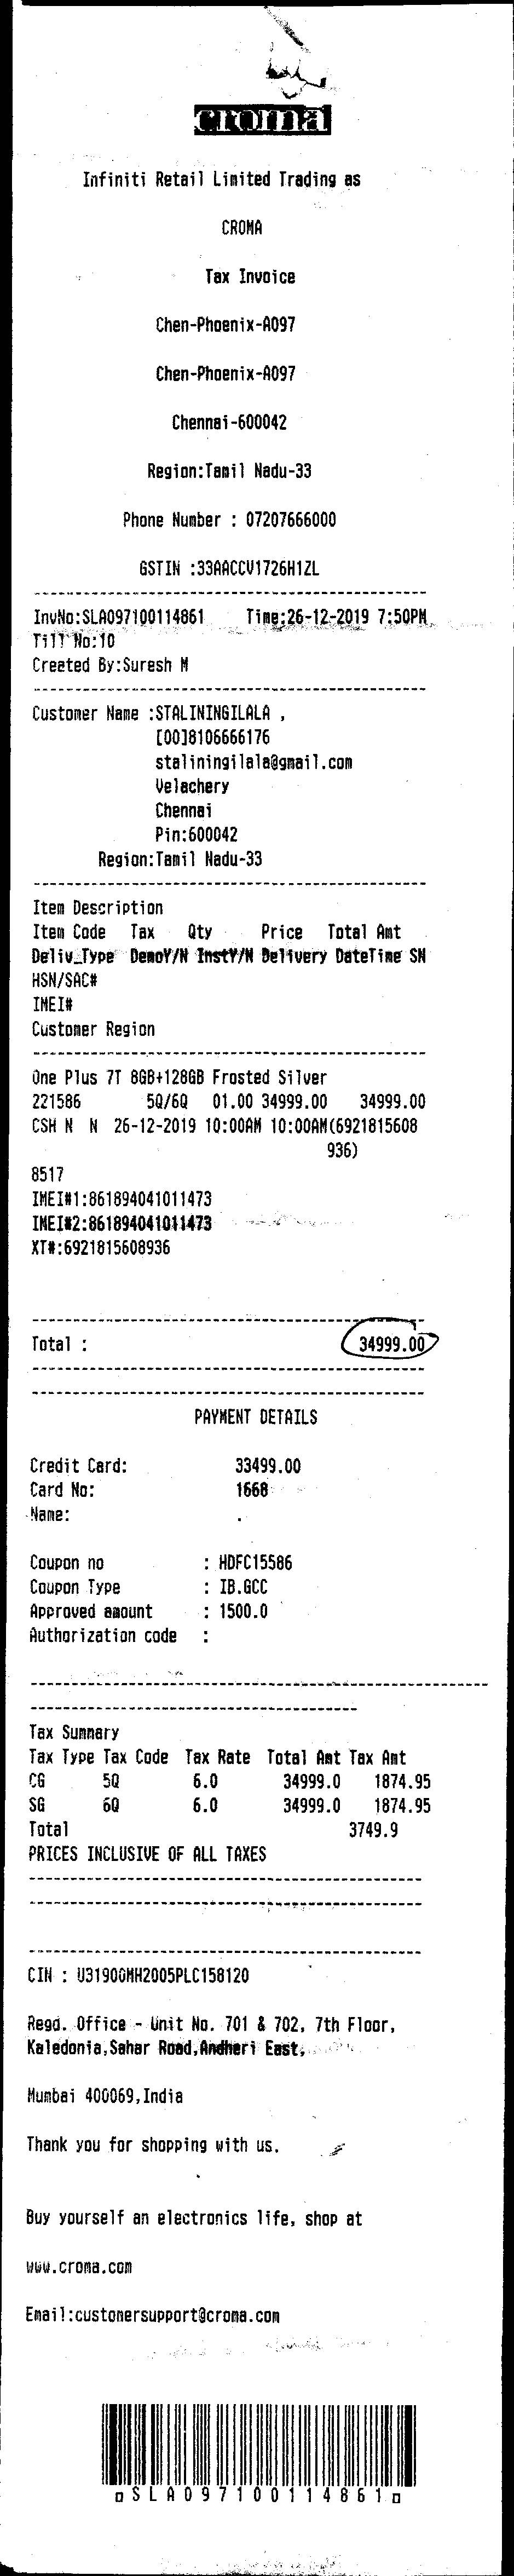 croma
Infiniti Retail Limited Trading as
CROMA
Tax Invoice
Chen-Phoenix-A097
Chen-Phoenix-A097
Chennai-600042
Region:Tamil Nadu-33
Phone Number : 07207666000
GSTIN :33AACCV1726H1ZL
InvNo:SLA097100114861 Time:26-12-2019 7:50PM
Till No:10
Created By:Suresh M
Customer Name :STALININGILALA ,
[00]8106666176
staliningilala@gmail.com
Velachery
Chennai
Pin:600042
Region:Tamil Nadu-33
Item Description
Item Code Tax Qty Price Total Amt
Deliv_Type DemoY/N InstY/N Delivery DateTime SN
HSN/SAC#
IMEI#
Customer Region
One Plus 7T 8GB+128GB Frosted Silver
221586 5Q/6Q 01.00 34999.00 34999.00
CSH N N 26-12-2019 10:00AM 10:00AM(6921815608
936)
8517
IMEI#1:861894041011473
IMEI#2:861894041011473
XT#:6921815608936
Total : 34999.00
PAYMENT DETAILS
Credit Card: 33499.00
Card No: 1668
Name: .
Coupon no : HDFC15586
Coupon Type : IB.GCC
Approved amount : 1500.0
Authorization code :
Tax Summary
Tax Type Tax Code Tax Rate Total Amt Tax Amt
CG 5Q 6.0 34999.0 1874.95
SG 6Q 6.0 34999.0 1874.95
Total 3749.9
PRICES INCLUSIVE OF ALL TAXES
CIN : U31900MH2005PLC158120
Regd. Office - Unit No. 701 & 702, 7th Floor,
Kaledonia,Sahar Road,Andheri East,
Mumbai 400069,India
Thank you for shopping with us.
Buy yourself an electronics life, shop at
www.croma.com
Email:customersupport@croma.com
SLA097100114861